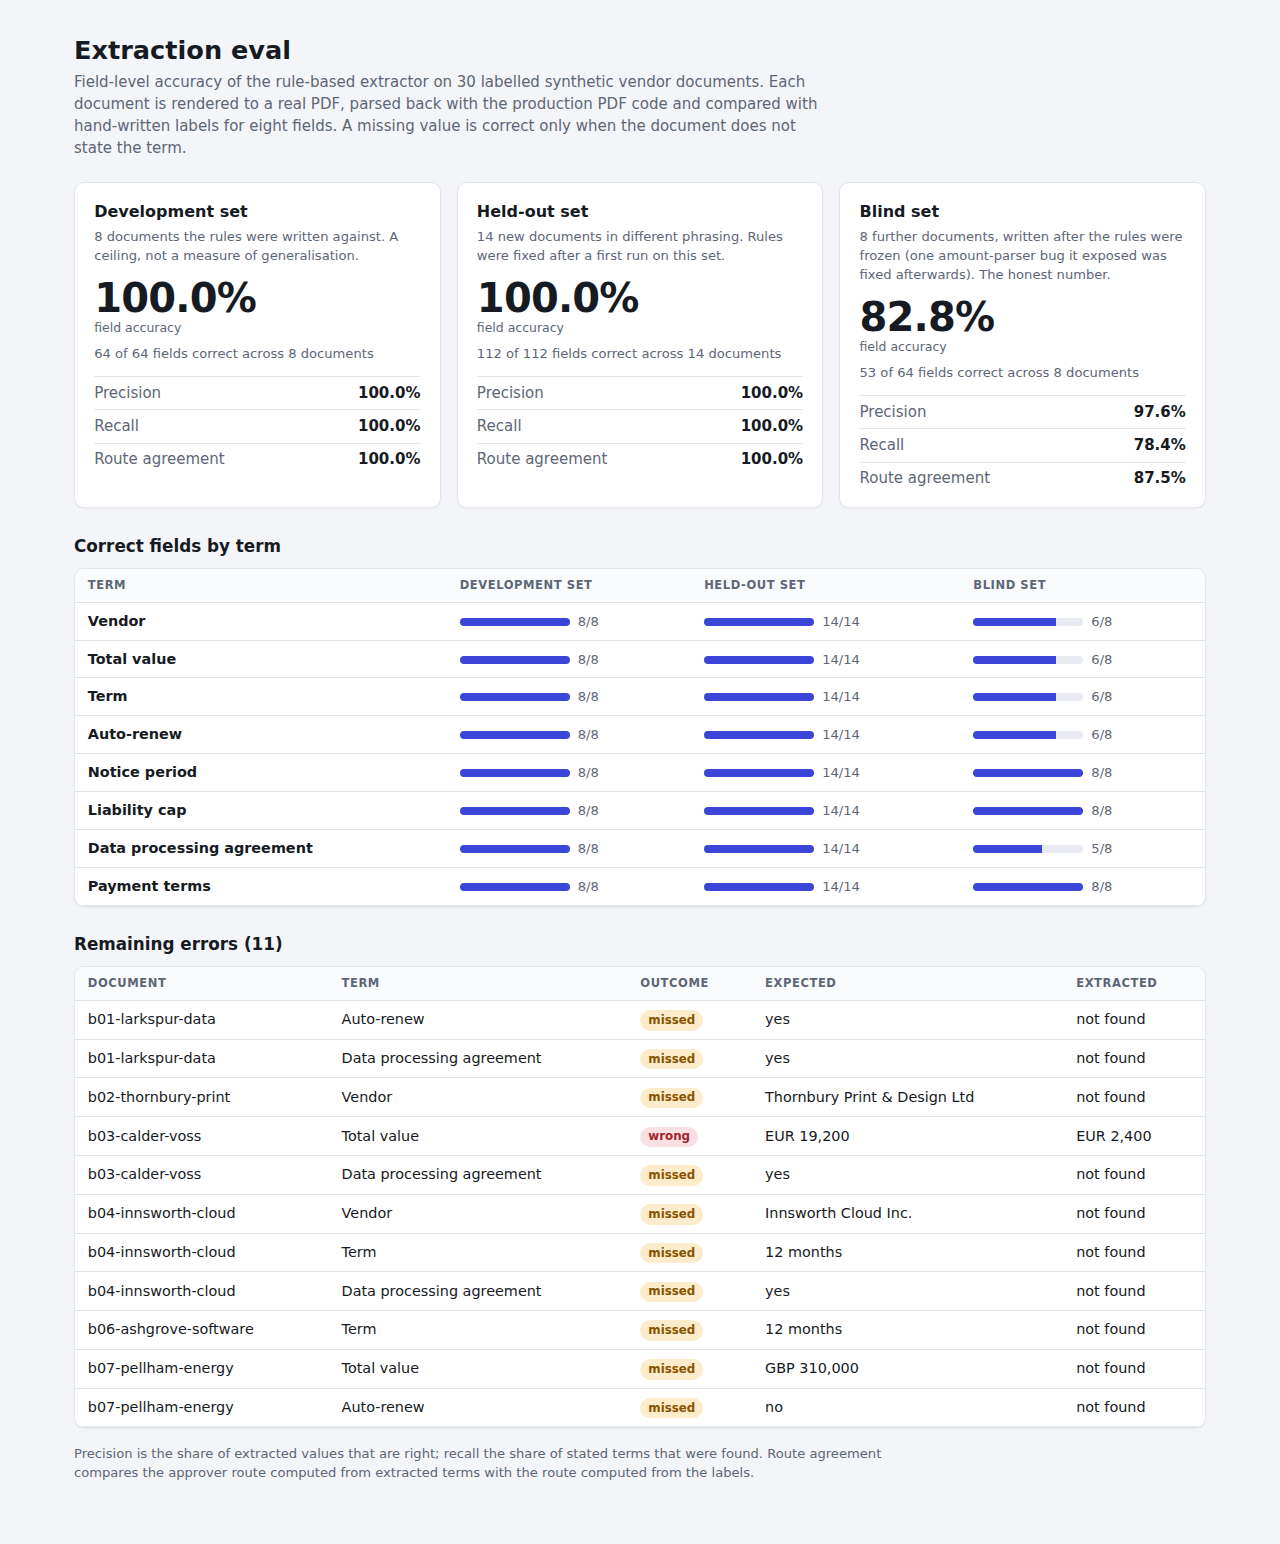 Extraction eval
Field-level accuracy of the rule-based extractor on 30 labelled synthetic vendor documents. Each
document is rendered to a real PDF, parsed back with the production PDF code and compared with
hand-written labels for eight fields. A missing value is correct only when the document does not
state the term.
Development set
8 documents the rules were written against. A
ceiling, not a measure of generalisation.
100.0%
field accuracy
64 of 64 fields correct across 8 documents
Precision 100.0%
Recall 100.0%
Route agreement 100.0%
Held-out set
14 new documents in different phrasing. Rules
were fixed after a first run on this set.
100.0%
field accuracy
112 of 112 fields correct across 14 documents
Precision 100.0%
Recall 100.0%
Route agreement 100.0%
Blind set
8 further documents, written after the rules were
frozen (one amount-parser bug it exposed was
fixed afterwards). The honest number.
82.8%
field accuracy
53 of 64 fields correct across 8 documents
Precision 97.6%
Recall 78.4%
Route agreement 87.5%
Correct fields by term
TERM DEVELOPMENT SET HELD-OUT SET BLIND SET
Vendor 8/8 14/14 6/8
Total value 8/8 14/14 6/8
Term 8/8 14/14 6/8
Auto-renew 8/8 14/14 6/8
Notice period 8/8 14/14 8/8
Liability cap 8/8 14/14 8/8
Data processing agreement 8/8 14/14 5/8
Payment terms 8/8 14/14 8/8
Remaining errors (11)
DOCUMENT TERM OUTCOME EXPECTED EXTRACTED
b01-larkspur-data Auto-renew missed yes not found
b01-larkspur-data Data processing agreement missed yes not found
b02-thornbury-print Vendor missed Thornbury Print & Design Ltd not found
b03-calder-voss Total value wrong EUR 19,200 EUR 2,400
b03-calder-voss Data processing agreement missed yes not found
b04-innsworth-cloud Vendor missed Innsworth Cloud Inc. not found
b04-innsworth-cloud Term missed 12 months not found
b04-innsworth-cloud Data processing agreement missed yes not found
b06-ashgrove-software Term missed 12 months not found
b07-pellham-energy Total value missed GBP 310,000 not found
b07-pellham-energy Auto-renew missed no not found
Precision is the share of extracted values that are right; recall the share of stated terms that were found. Route agreement
compares the approver route computed from extracted terms with the route computed from the labels.